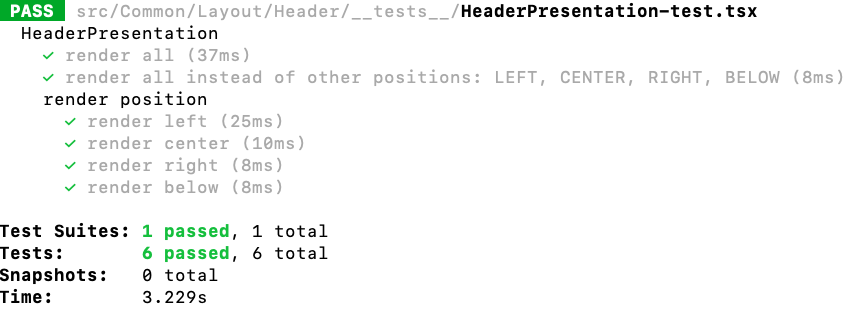 PASS src/Common/Layout/Header/__tests__/HeaderPresentation-test.tsx
HeaderPresentation
✓ render all (37ms)
✓ render all instead of other positions: LEFT, CENTER, RIGHT, BELOW (8ms)
render position
✓ render left (25ms)
✓ render center (10ms)
✓ render right (8ms)
✓ render below (8ms)
Test Suites: 1 passed, 1 total
Tests: 6 passed, 6 total
Snapshots: 0 total
Time: 3.229s